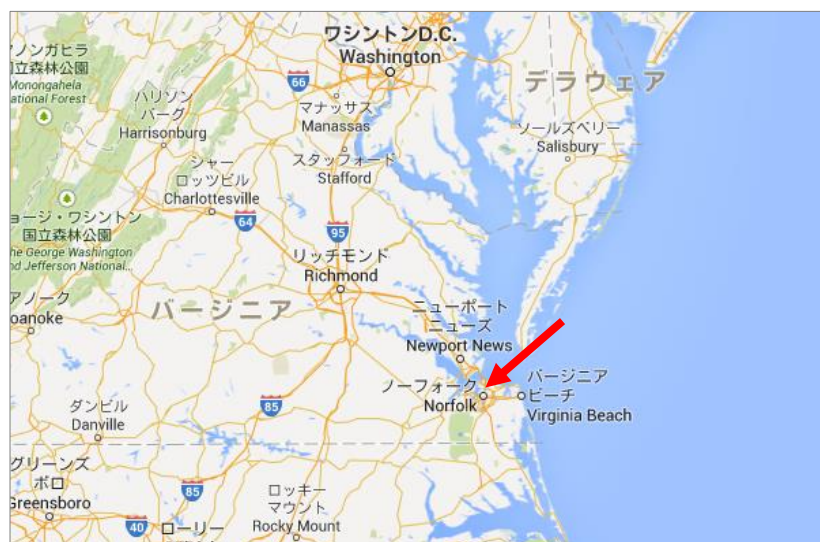 ワシントンD.C.
Washington
ノンガヒラ
国立森林公園
Monongahela
National Forest
66
デラウェア
ハリソン
バーグ
Harrisonburg
マナッサス
Manassas
ソールズベリー
Salisbury
シャー
ロッツビル
Charlottesville
スタッフォード
Stafford
ョージ・ワシントン
国立森林公園
he George Washington
nd Jefferson National...
64
95
リッチモンド
Richmond
アノーク
oanoke
バージニア
ニューポート
ニューズ
Newport News
ノーフォーク
Norfolk
バージニア
ビーチ
Virginia Beach
85
ダンビル
Danville
グリーンズ
ボロ
Greensboro
85
ロッキー
マウント
Rocky Mount
40
ローリー